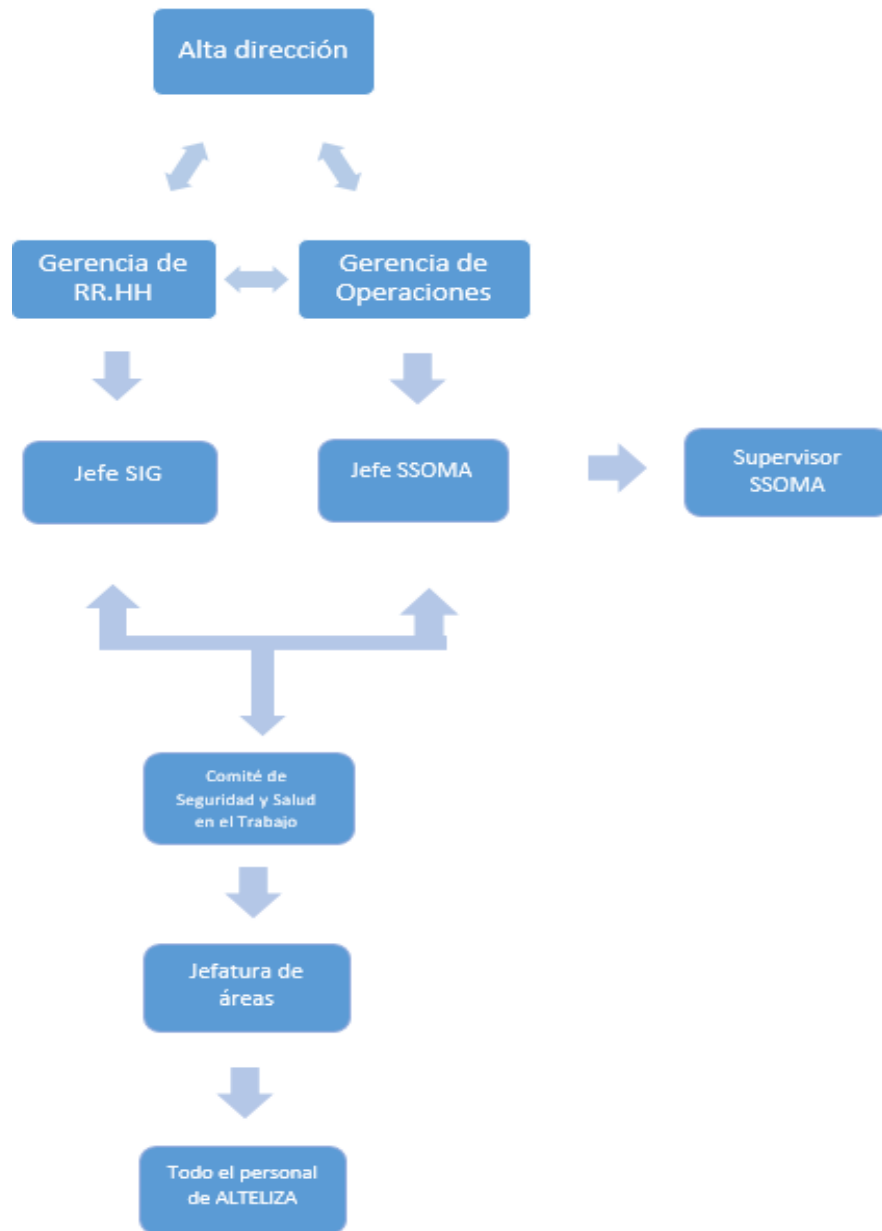 Alta dirección
Gerencia de
RR.HH
Gerencia de
Operaciones
Jefe SIG
Jefe SSOMA
Supervisor
SSOMA
Comité de
Seguridad y Salud
en el Trabajo
Jefatura de
áreas
Todo el personal
de ALTELIZA